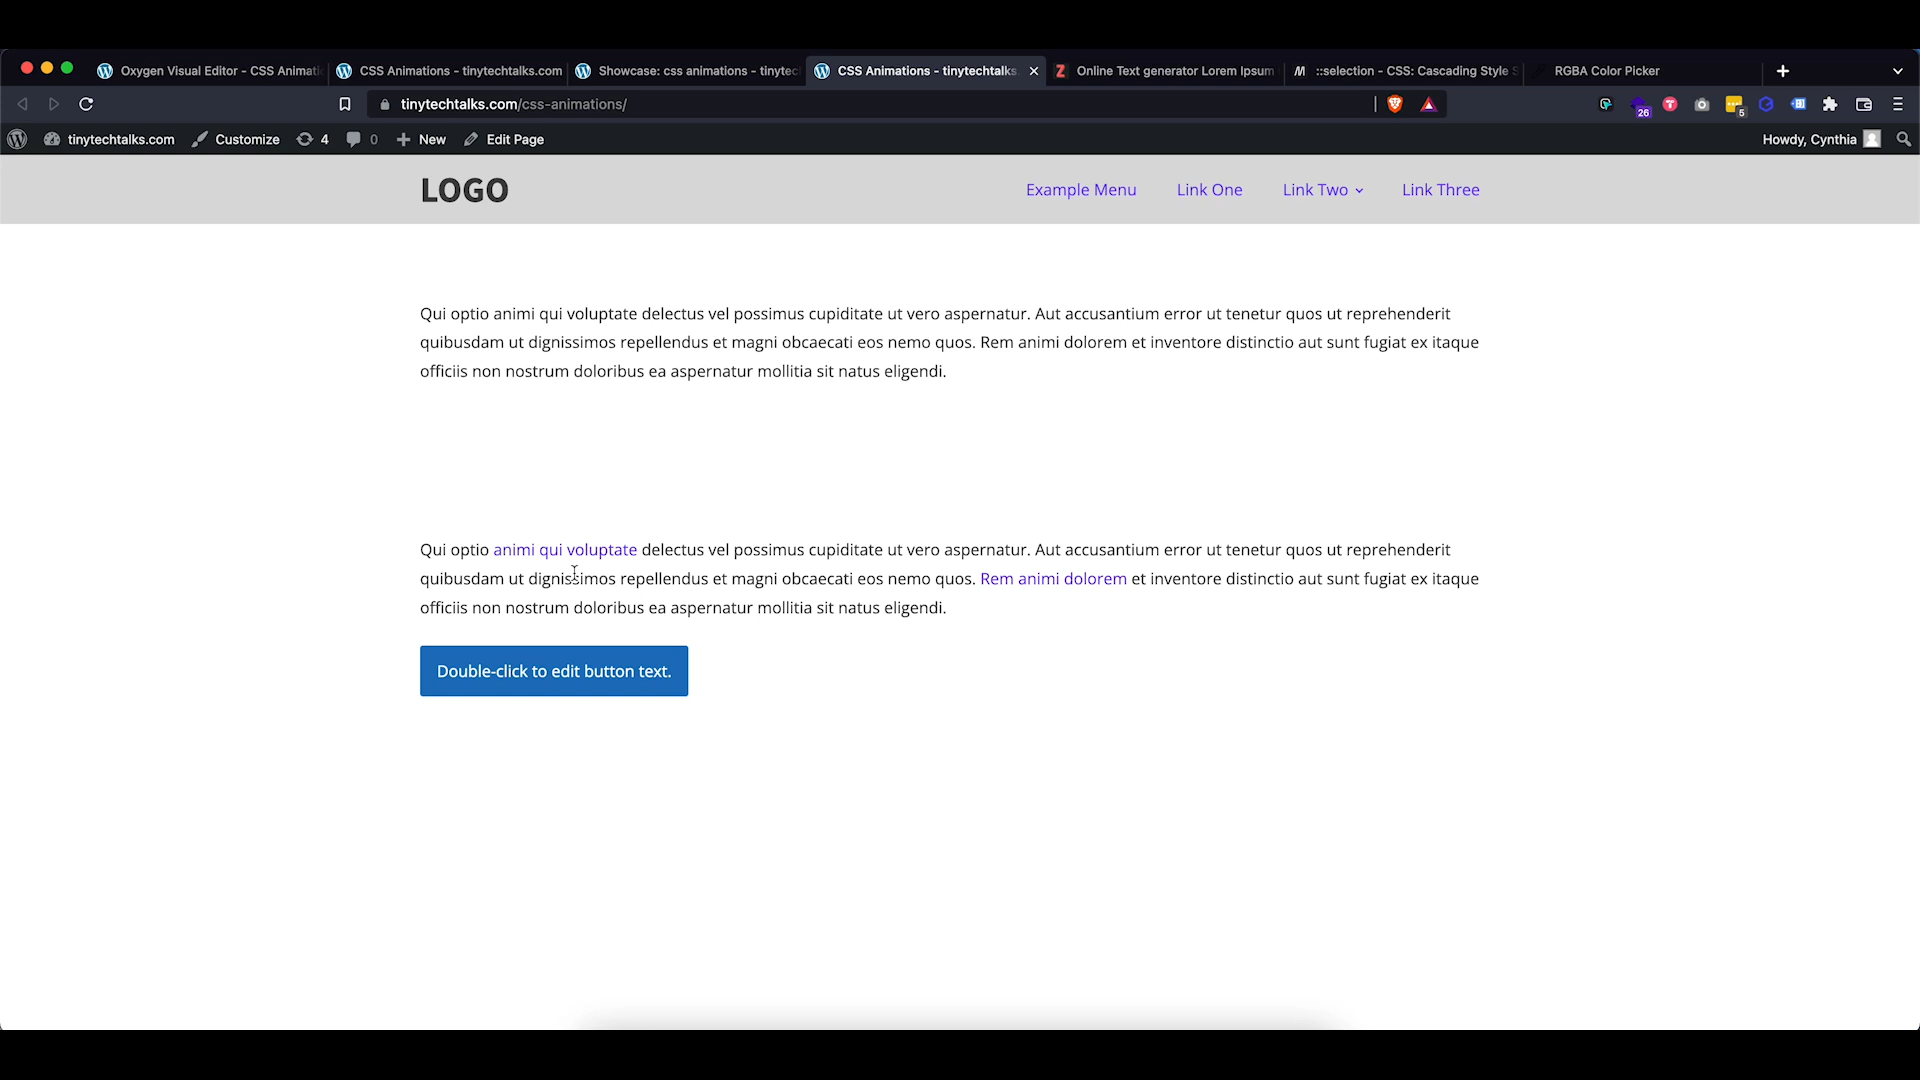 Oxygen Visual Editor - CSS Animati
CSS Animations - tinytechtalks.com
Showcase: css animations - tinytec
CSS Animations - tinytechtalks.
Online Text generator Lorem Ipsum
::selection - CSS: Cascading Style S
RGBA Color Picker
tinytechtalks.com/css-animations/
26
5
tinytechtalks.com
Customize
4
0
New
Edit Page
Howdy, Cynthia
LOGO
Example Menu
Link One
Link Two
Link Three
Qui optio animi qui voluptate delectus vel possimus cupiditate ut vero aspernatur. Aut accusantium error ut tenetur quos ut reprehenderit
quibusdam ut dignissimos repellendus et magni obcaecati eos nemo quos. Rem animi dolorem et inventore distinctio aut sunt fugiat ex itaque
officiis non nostrum doloribus ea aspernatur mollitia sit natus eligendi.
Qui optio animi qui voluptate delectus vel possimus cupiditate ut vero aspernatur. Aut accusantium error ut tenetur quos ut reprehenderit
quibusdam ut dignissimos repellendus et magni obcaecati eos nemo quos. Rem animi dolorem et inventore distinctio aut sunt fugiat ex itaque
officiis non nostrum doloribus ea aspernatur mollitia sit natus eligendi.
Double-click to edit button text.